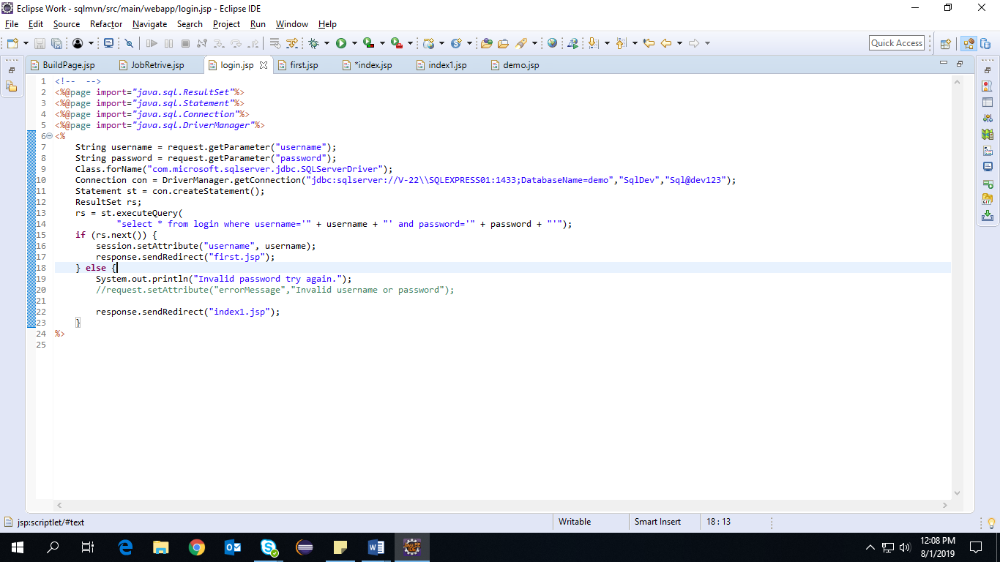 Eclipse Work - sqlmvn/src/main/webapp/login.jsp - Eclipse IDE
File Edit Source Refactor Navigate Search Project Run Window Help
Quick Access
BuildPage.jsp JobRetrive.jsp login.jsp first.jsp *index.jsp index1.jsp demo.jsp
1 <!-- -->
2 <%@page import="java.sql.ResultSet"%>
3 <%@page import="java.sql.Statement"%>
4 <%@page import="java.sql.Connection"%>
5 <%@page import="java.sql.DriverManager"%>
6 <%
7 String username = request.getParameter("username");
8 String password = request.getParameter("password");
9 Class.forName("com.microsoft.sqlserver.jdbc.SQLServerDriver");
10 Connection con = DriverManager.getConnection("jdbc:sqlserver://V-22\\SQLEXPRESS01:1433;DatabaseName=demo","SqlDev","Sql@dev123");
11 Statement st = con.createStatement();
12 ResultSet rs;
13 rs = st.executeQuery(
14 "select * from login where username='" + username + "' and password='" + password + "'");
15 if (rs.next()) {
16 session.setAttribute("username", username);
17 response.sendRedirect("first.jsp");
18 } else {
19 System.out.println("Invalid password try again.");
20 //request.setAttribute("errorMessage","Invalid username or password");
21
22 response.sendRedirect("index1.jsp");
23 }
24 %>
25
jsp:scriptlet/#text Writable Smart Insert 18 : 13
12:08 PM
8/1/2019